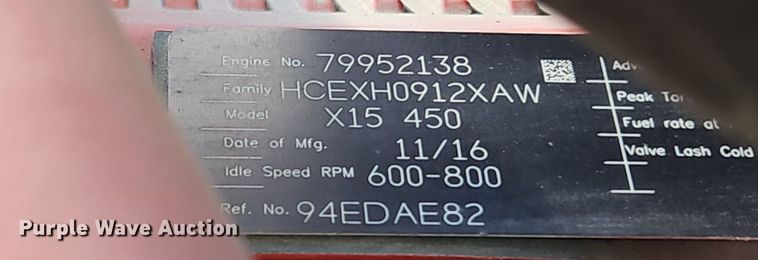 Engine No. 79952138
Family HCEXH0912XAW
Model X15 450
Date of Mfg. 11/16
Idle Speed RPM 600-800
Ref. No. 94EDAE82
Peak
Fuel rate at
Valve Lash Cold
Purple Wave Auction